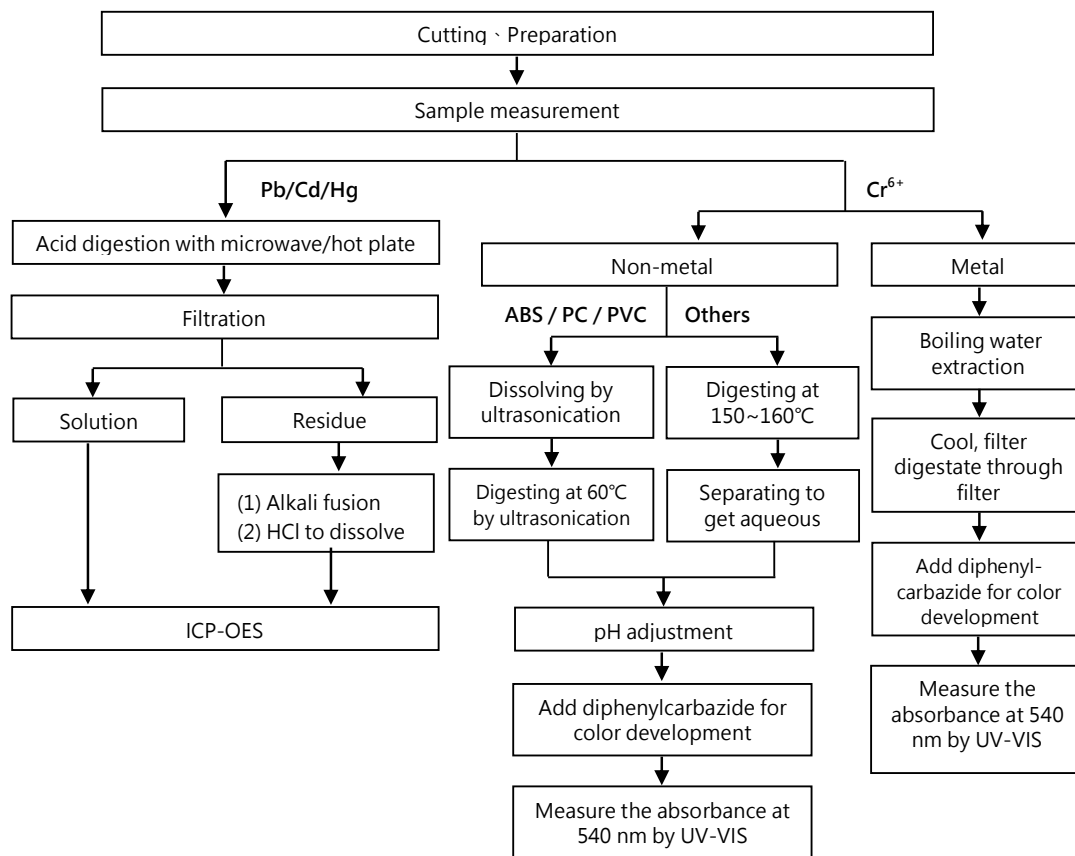 Cutting、Preparation
Sample measurement
Pb/Cd/Hg
Cr⁶⁺
Acid digestion with microwave/hot plate
Filtration
Solution
Residue
(1) Alkali fusion
(2) HCl to dissolve
ICP-OES
Non-metal
ABS / PC / PVC
Others
Dissolving by
ultrasonication
Digesting at 60℃
by ultrasonication
Digesting at
150~160℃
Separating to
get aqueous
pH adjustment
Add diphenylcarbazide for
color development
Measure the absorbance at
540 nm by UV-VIS
Metal
Boiling water
extraction
Cool, filter
digestate through
filter
Add diphenyl-
carbazide for color
development
Measure the
absorbance at 540
nm by UV-VIS